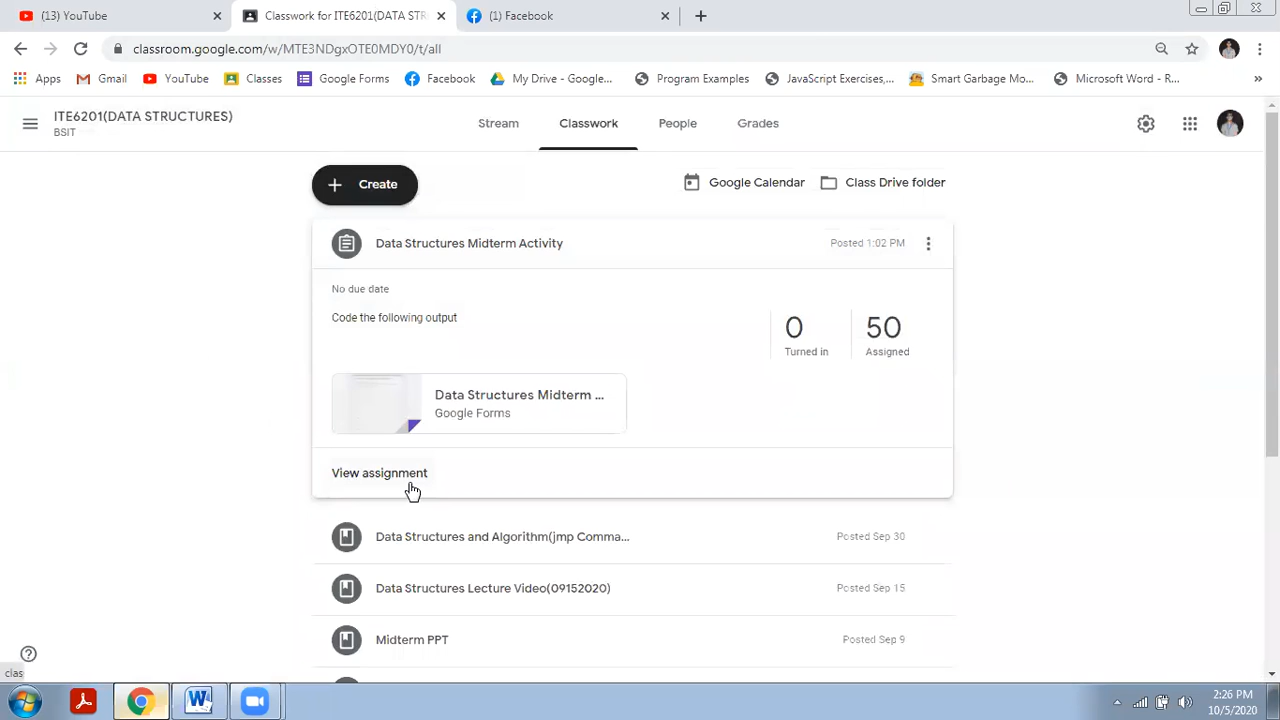 (13) YouTube
Classwork for ITE6201(DATA STR
(1) Facebook
classroom.google.com/w/MTE3NDgxOTE0MDY0/t/all
Apps
Gmail
YouTube
Classes
Google Forms
Facebook
My Drive - Google...
Program Examples
JavaScript Exercises,...
Smart Garbage Mo...
Microsoft Word - R...
»
ITE6201(DATA STRUCTURES)
BSIT
Stream
Classwork
People
Grades
+ Create
Google Calendar
Class Drive folder
Data Structures Midterm Activity
Posted 1:02 PM
No due date
Code the following output
0
Turned in
50
Assigned
Data Structures Midterm ...
Google Forms
View assignment
Data Structures and Algorithm(jmp Comma...
Posted Sep 30
Data Structures Lecture Video(09152020)
Posted Sep 15
Midterm PPT
Posted Sep 9
clas
2:26 PM
10/5/2020